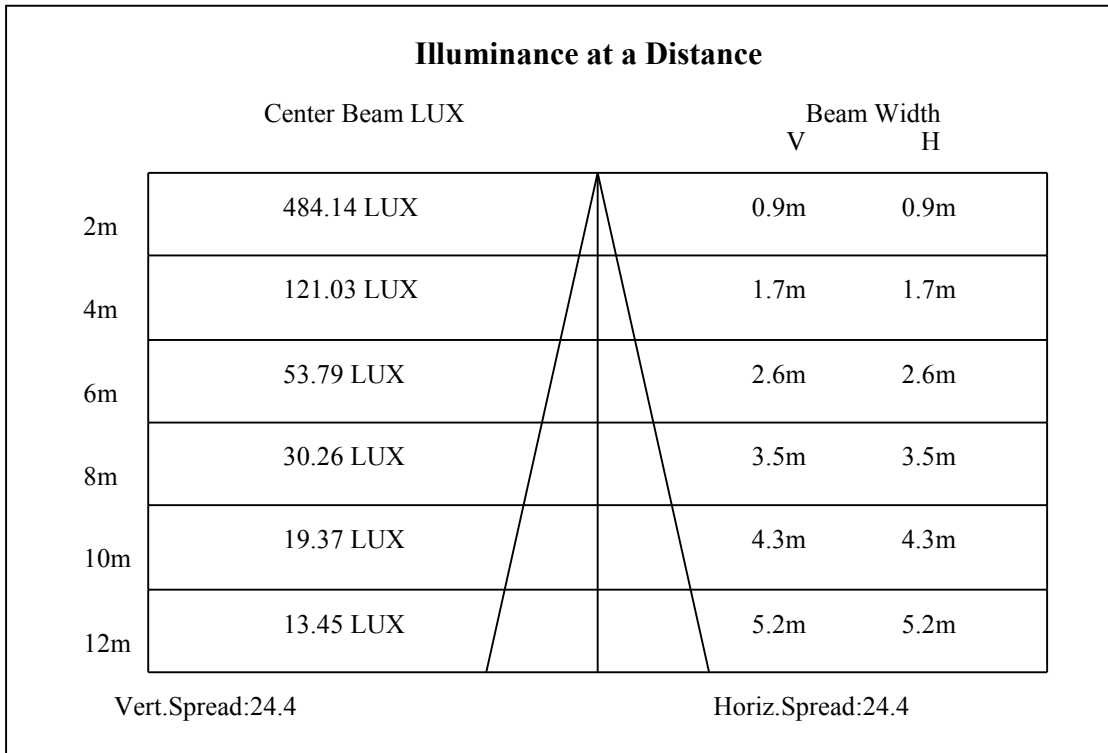 Illuminance at a Distance
Center Beam LUX Beam Width
V H
2m 484.14 LUX 0.9m 0.9m
4m 121.03 LUX 1.7m 1.7m
6m 53.79 LUX 2.6m 2.6m
8m 30.26 LUX 3.5m 3.5m
10m 19.37 LUX 4.3m 4.3m
12m 13.45 LUX 5.2m 5.2m
Vert.Spread:24.4 Horiz.Spread:24.4